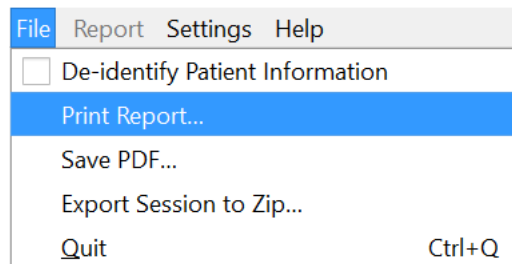 File Report Settings Help
De-identify Patient Information
Print Report...
Save PDF...
Export Session to Zip...
Quit Ctrl+Q